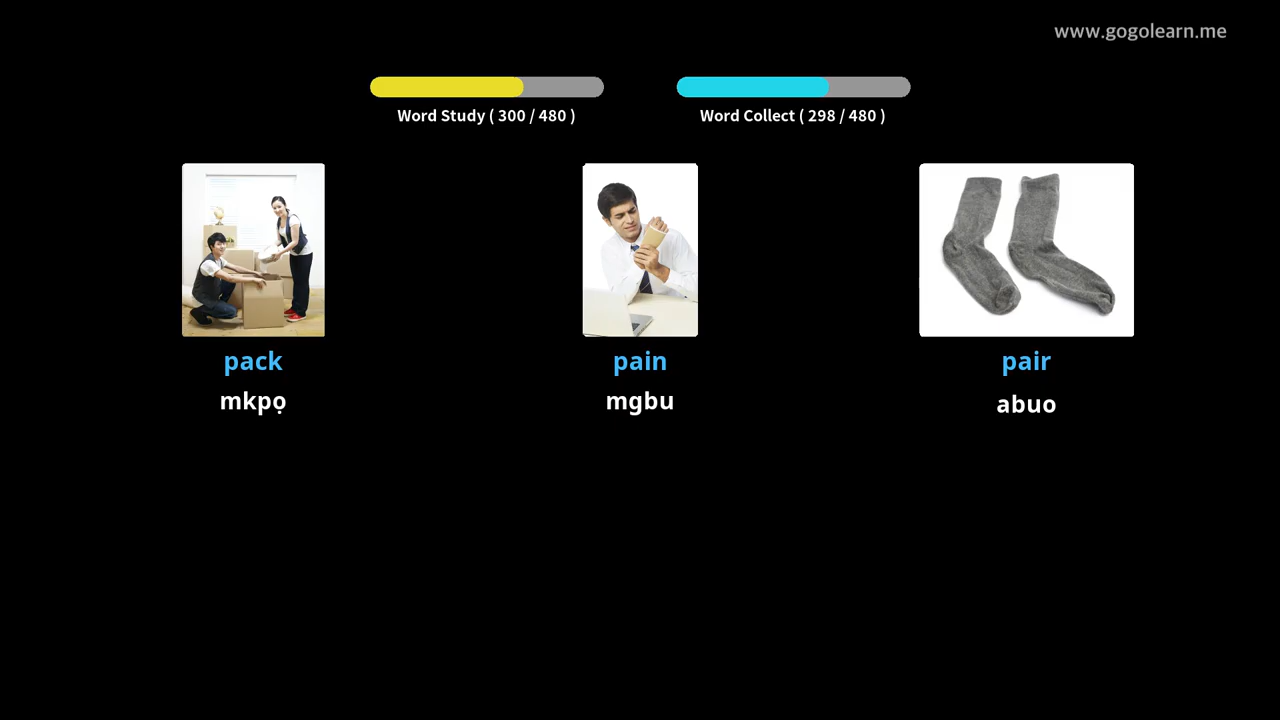 www.gogolearn.me
Word Study ( 300 / 480 )
Word Collect ( 298 / 480 )
pack
mkpọ
pain
mgbu
pair
abuo